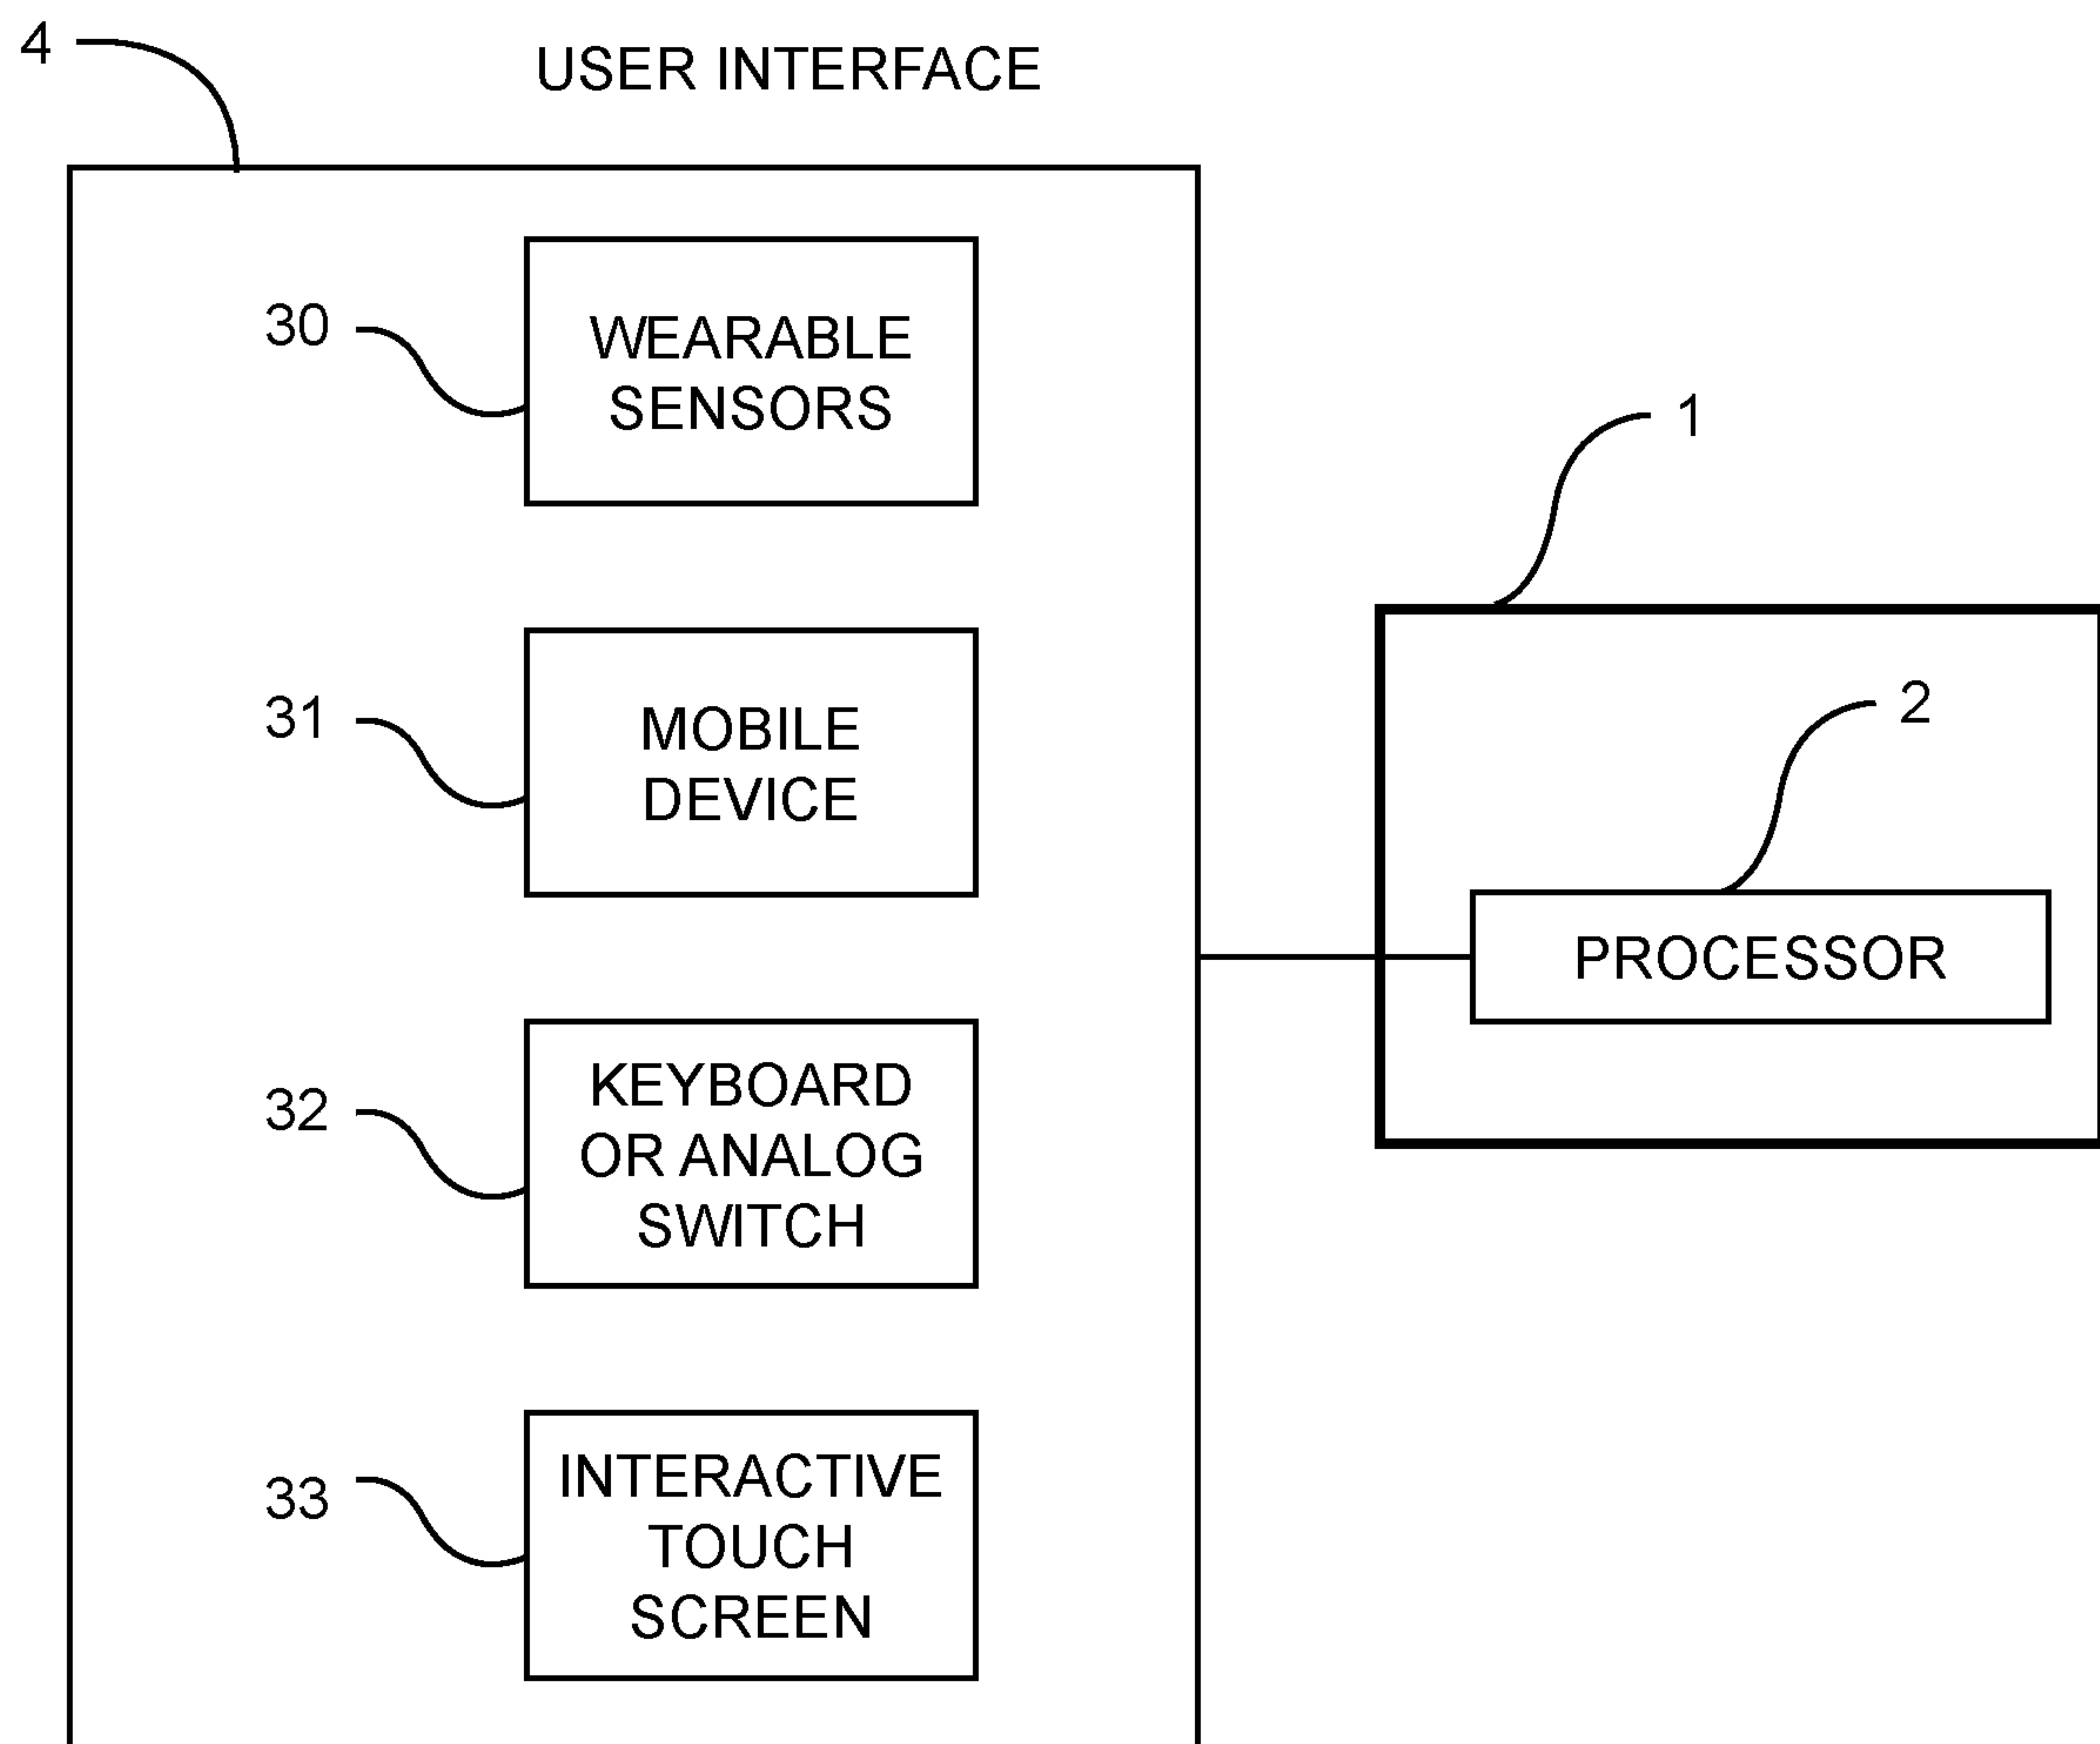 4
USER INTERFACE
30
WEARABLE
SENSORS
1
31
MOBILE
DEVICE
2
PROCESSOR
32
KEYBOARD
OR ANALOG
SWITCH
33
INTERACTIVE
TOUCH
SCREEN